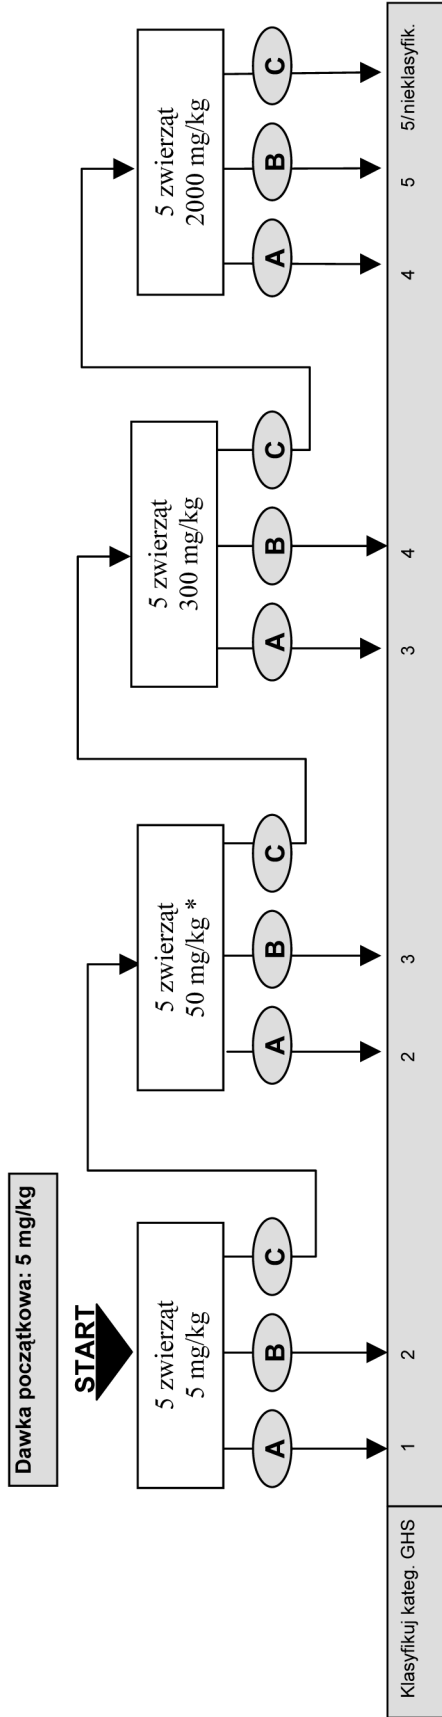 Dawka początkowa: 5 mg/kg
START
5 zwierząt
5 mg/kg
A
B
C
5 zwierząt
50 mg/kg *
A
B
C
5 zwierząt
300 mg/kg
A
B
C
5 zwierząt
2000 mg/kg
A
B
C
Klasyfikuj kateg. GHS
1
2
2
3
3
4
4
5
5/nieklasyfik.